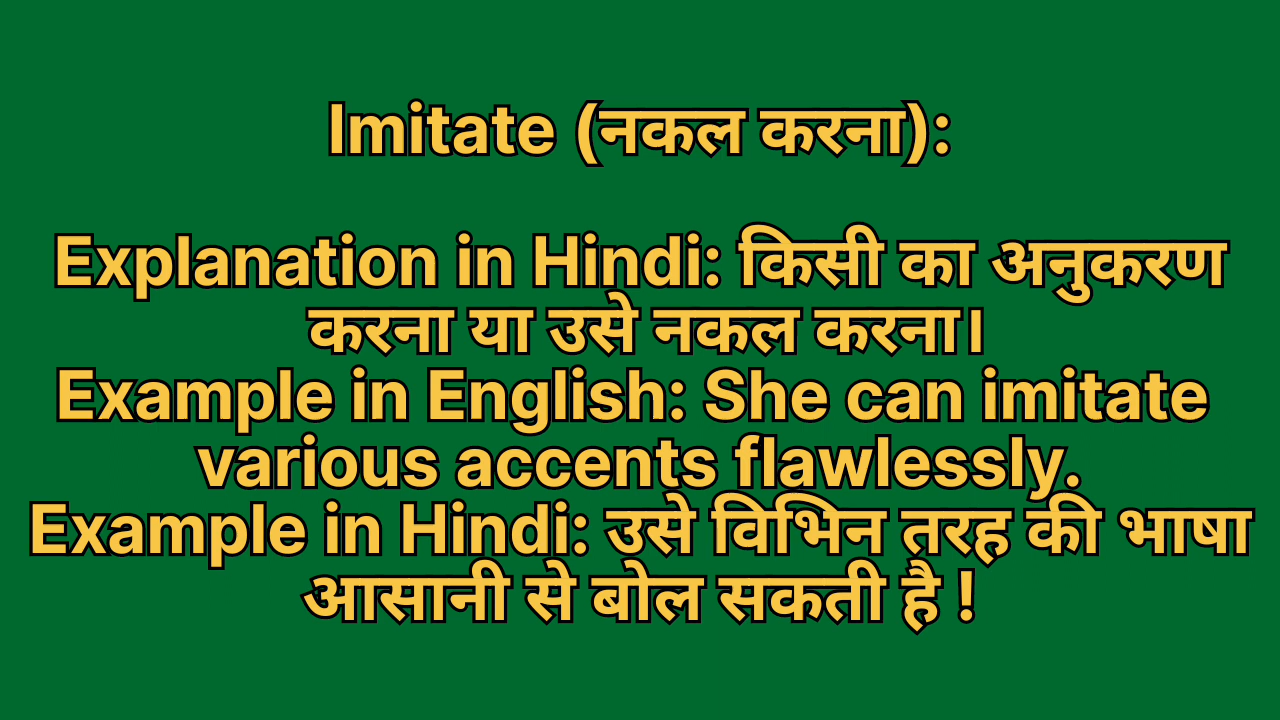 Imitate (नकल करना):
Explanation in Hindi: किसी का अनुकरण
करना या उसे नकल करना।
Example in English: She can imitate
various accents flawlessly.
Example in Hindi: उसे विभिन तरह की भाषा
आसानी से बोल सकती है !